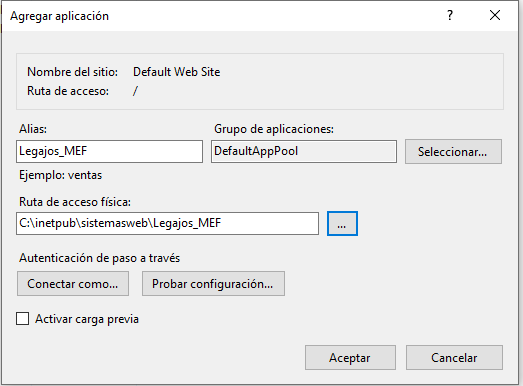 Agregar aplicación
?
Nombre del sitio: Default Web Site
Ruta de acceso: /
Alias: Grupo de aplicaciones:
Legajos_MEF DefaultAppPool Seleccionar...
Ejemplo: ventas
Ruta de acceso física:
C:\inetpub\sistemasweb\Legajos_MEF ...
Autenticación de paso a través
Conectar como... Probar configuración...
Activar carga previa
Aceptar Cancelar